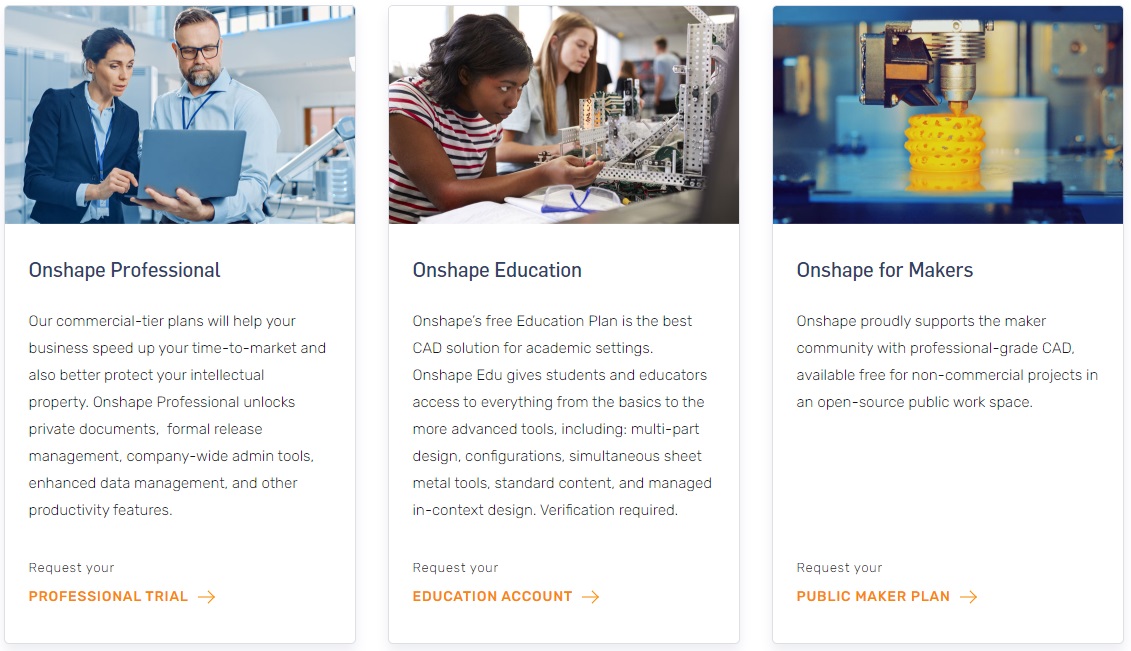 Onshape Professional
Our commercial-tier plans will help your
business speed up your time-to-market and
also better protect your intellectual
property. Onshape Professional unlocks
private documents,  formal release
management, company-wide admin tools,
enhanced data management, and other
productivity features.
Request your
PROFESSIONAL TRIAL →
Onshape Education
Onshape's free Education Plan is the best
CAD solution for academic settings.
Onshape Edu gives students and educators
access to everything from the basics to the
more advanced tools, including: multi-part
design, configurations, simultaneous sheet
metal tools, standard content, and managed
in-context design. Verification required.
Request your
EDUCATION ACCOUNT →
Onshape for Makers
Onshape proudly supports the maker
community with professional-grade CAD,
available free for non-commercial projects in
an open-source public work space.
Request your
PUBLIC MAKER PLAN →